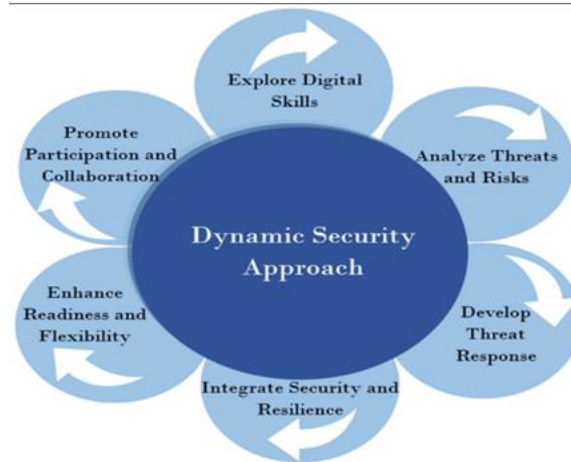 Explore Digital
Skills
Analyze Threats
and Risks
Develop
Threat
Response
Integrate Security and
Resilience
Enhance
Readiness and
Flexibility
Promote
Participation and
Collaboration
Dynamic Security
Approach